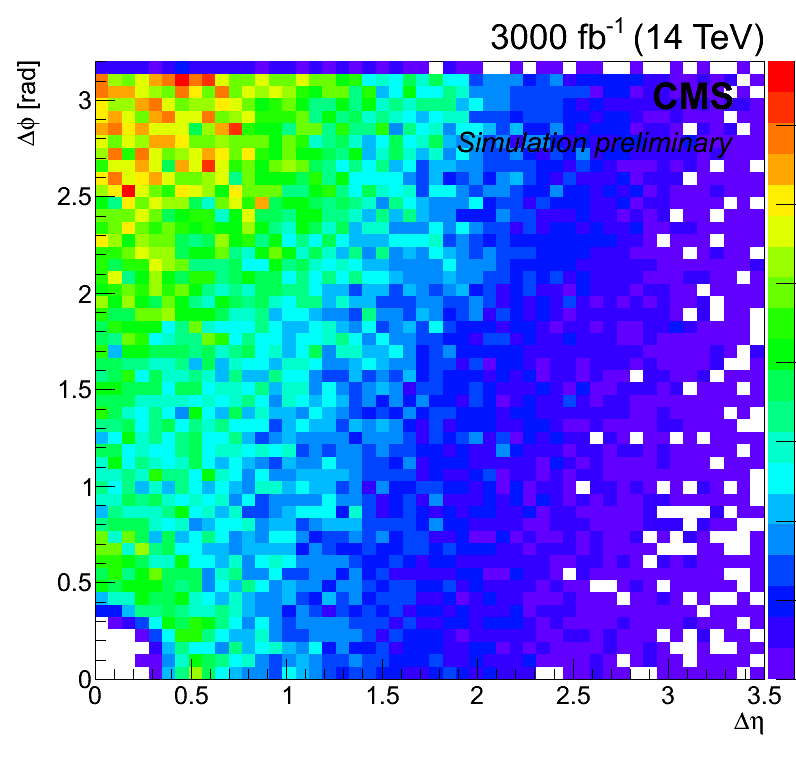 3000 fb-1 (14 TeV)
Δϕ [rad]
CMS
Simulation preliminary
3
2.5
2
1.5
1
0.5
0
0 0.5 1 1.5 2 2.5 3 3.5
Δη